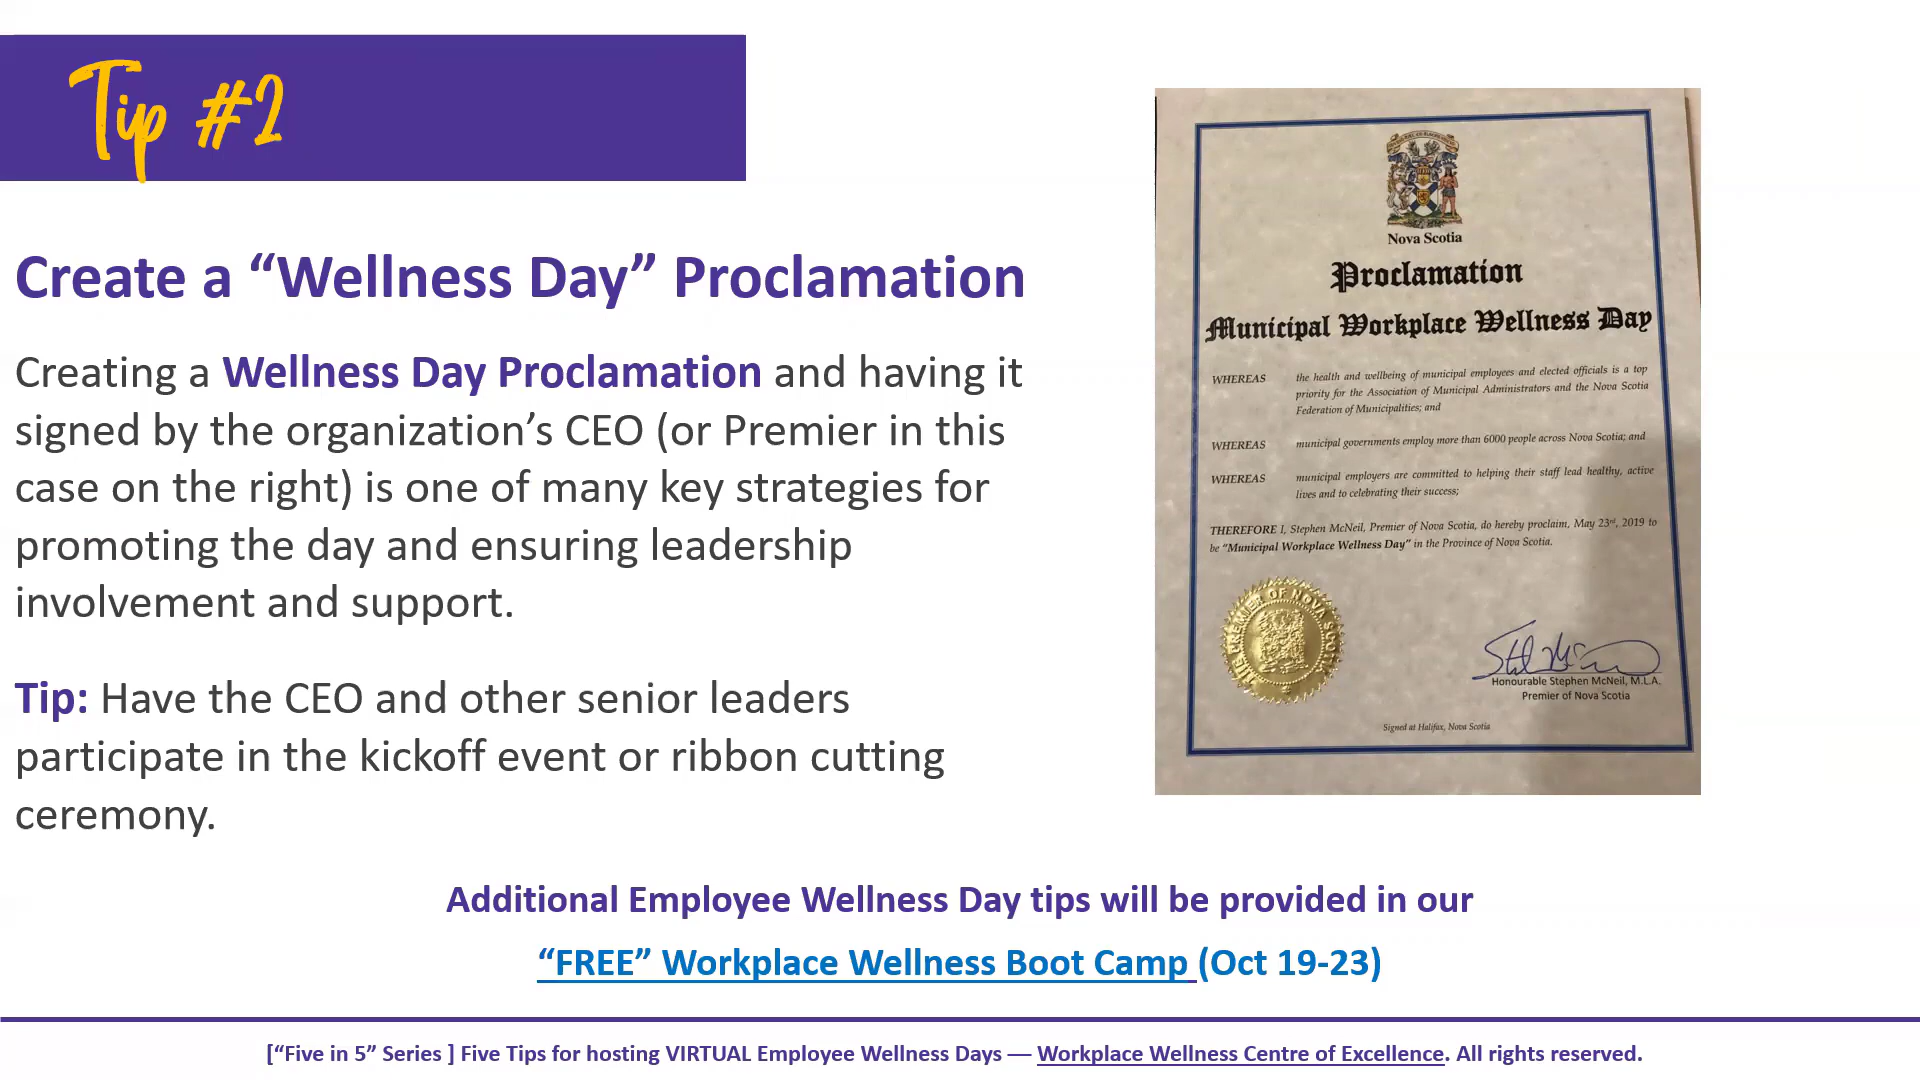 Tip #2
Create a “Wellness Day” Proclamation
Creating a Wellness Day Proclamation and having it
signed by the organization’s CEO (or Premier in this
case on the right) is one of many key strategies for
promoting the day and ensuring leadership
involvement and support.
Tip: Have the CEO and other senior leaders
participate in the kickoff event or ribbon cutting
ceremony.
Nova Scotia
Proclamation
Municipal Workplace Wellness Day
WHEREAS the health and wellbeing of municipal employees and elected officials is a top
priority for the Association of Municipal Administrators and the Nova Scotia
Federation of Municipalities; and
WHEREAS municipal governments employ more than 6000 people across Nova Scotia; and
WHEREAS municipal employers are committed to helping their staff lead healthy, active
lives and to celebrating their success;
THEREFORE I, Stephen McNeil, Premier of Nova Scotia, do hereby proclaim, May 23rd, 2019 to
be “Municipal Workplace Wellness Day” in the Province of Nova Scotia.
THE PREMIER OF NOVA SCOTIA
Honourable Stephen McNeil, M.L.A.
Premier of Nova Scotia
Signed at Halifax, Nova Scotia
Additional Employee Wellness Day tips will be provided in our
“FREE” Workplace Wellness Boot Camp (Oct 19-23)
[“Five in 5” Series ] Five Tips for hosting VIRTUAL Employee Wellness Days — Workplace Wellness Centre of Excellence. All rights reserved.